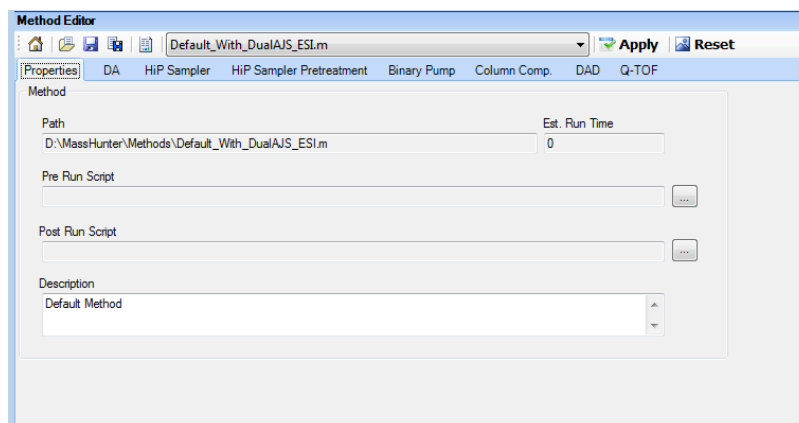 Method Editor
Default_With_DualAJS_ESI.m Apply Reset
Properties DA HiP Sampler HiP Sampler Pretreatment Binary Pump Column Comp. DAD Q-TOF
Method
Path Est. Run Time
D:\MassHunter\Methods\Default_With_DualAJS_ESI.m 0
Pre Run Script
...
Post Run Script
...
Description
Default Method